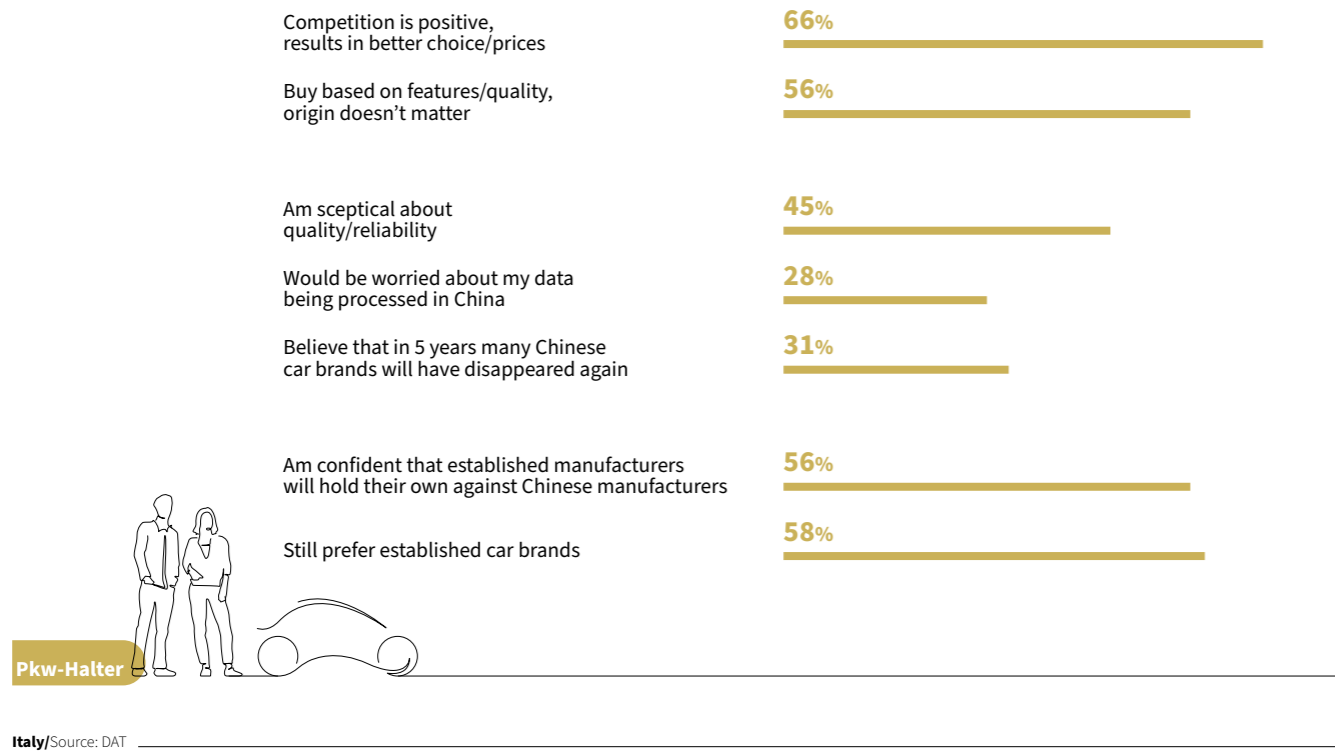 Competition is positive,
results in better choice/prices
66%
Buy based on features/quality,
origin doesn’t matter
56%
Am sceptical about
quality/reliability
45%
Would be worried about my data
being processed in China
28%
Believe that in 5 years many Chinese
car brands will have disappeared again
31%
Am confident that established manufacturers
will hold their own against Chinese manufacturers
56%
Still prefer established car brands
58%
Pkw-Halter
Italy/Source: DAT